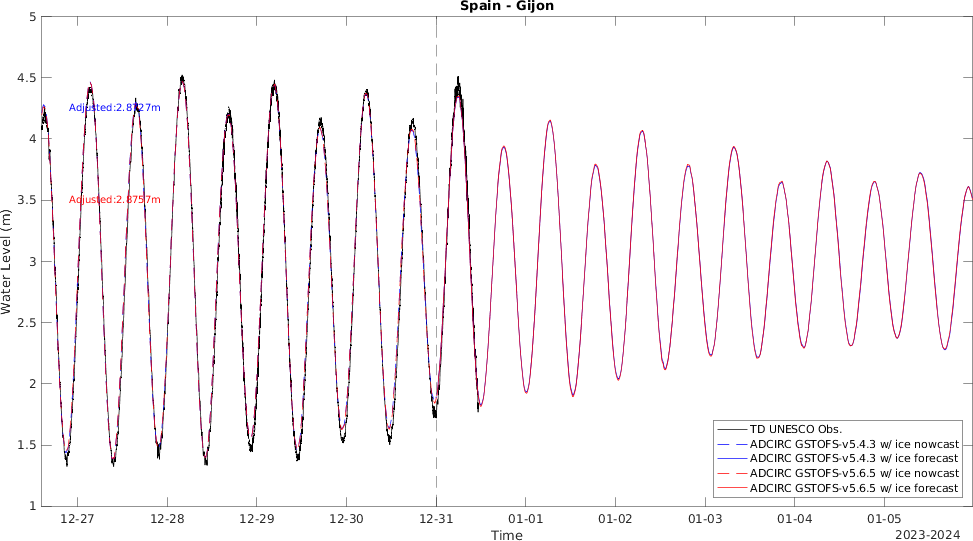 Spain - Gijon
5
4.5
4
3.5
3
2.5
2
1.5
1
Water Level (m)
Adjusted:2.8727m
Adjusted:2.8757m
TD UNESCO Obs.
ADCIRC GSTOFS-v5.4.3 w/ ice nowcast
ADCIRC GSTOFS-v5.4.3 w/ ice forecast
ADCIRC GSTOFS-v5.6.5 w/ ice nowcast
ADCIRC GSTOFS-v5.6.5 w/ ice forecast
12-27 12-28 12-29 12-30 12-31 01-01 01-02 01-03 01-04 01-05
Time
2023-2024